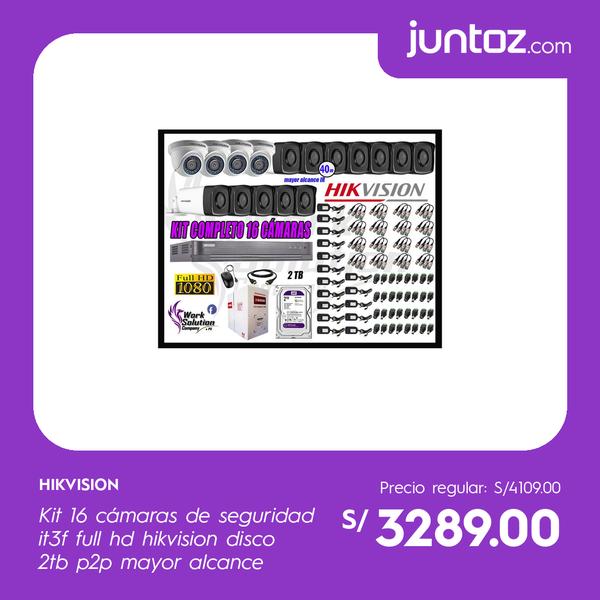 juntoz.com
40m
mayor alcance IR
HIKVISION
KIT COMPLETO 16 CÁMARAS
Full HD
1080
2 TB
Work
Solution
Company
HIKVISION
Precio regular: S/4109.00
Kit 16 cámaras de seguridad
it3f full hd hikvision disco
2tb p2p mayor alcance
S/ 3289.00